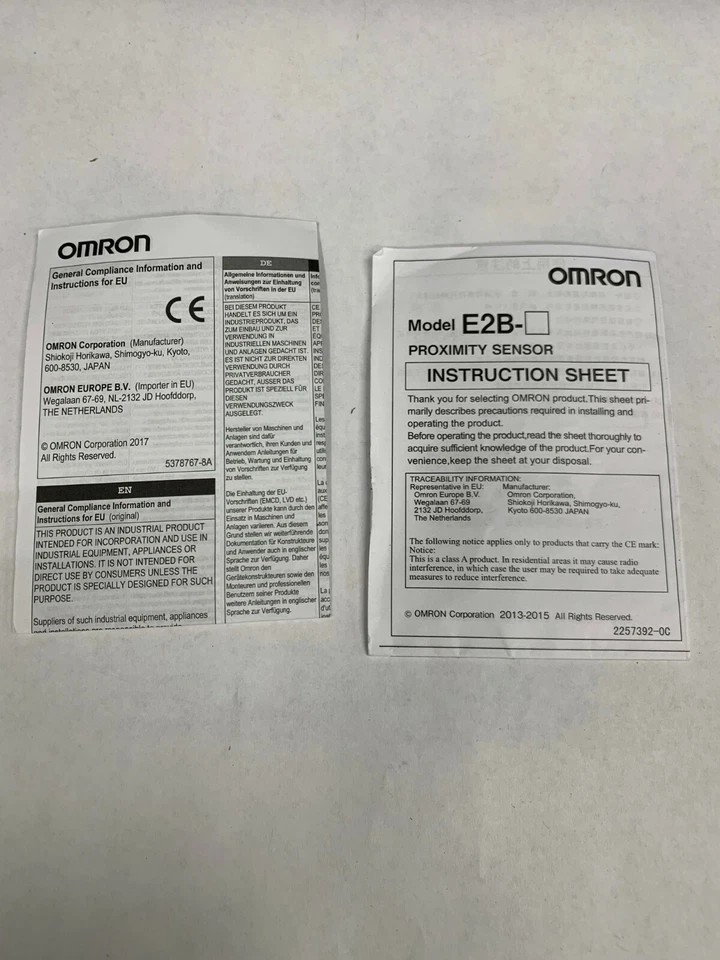 OMRON
General Compliance Information and
Instructions for EU
CE
OMRON Corporation (Manufacturer)
Shiokoji Horikawa, Shimogyo-ku, Kyoto,
600-8530, JAPAN
OMRON EUROPE B.V. (Importer in EU)
Wegalaan 67-69, NL-2132 JD Hoofddorp,
THE NETHERLANDS
© OMRON Corporation 2017
All Rights Reserved.
5378767-8A
EN
General Compliance Information and
Instructions for EU (original)
THIS PRODUCT IS AN INDUSTRIAL PRODUCT
INTENDED FOR INCORPORATION AND USE IN
INDUSTRIAL EQUIPMENT, APPLIANCES OR
INSTALLATIONS. IT IS NOT INTENDED FOR
DIRECT USE BY CONSUMERS UNLESS THE
PRODUCT IS SPECIALLY DESIGNED FOR SUCH
PURPOSE.
Suppliers of such industrial equipment, appliances
DE
Allgemeine Informationen und
Anweisungen zur Einhaltung
von Vorschriften in der EU
(translation)
BEI DIESEM PRODUKT
HANDELT ES SICH UM EIN
INDUSTRIEPRODUKT, DAS
ZUM EINBAU UND ZUR
VERWENDUNG IN
INDUSTRIELLEN MASCHINEN
UND ANLAGEN GEDACHT IST.
ES IST NICHT ZUR DIREKTEN
VERWENDUNG DURCH
PRIVATVERBRAUCHER
GEDACHT, AUSSER DAS
PRODUKT IST SPEZIELL FÜR
DIESEN
VERWENDUNGSZWECK
AUSGELEGT.
Hersteller von Maschinen und
Anlagen sind dafür
verantwortlich, ihren Kunden und
Anwendern Anleitungen für
Betrieb, Wartung und Einhaltung
von Vorschriften zur Verfügung
zu stellen.
Die Einhaltung der EU-
Vorschriften (EMCD, LVD etc.)
unserer Produkte kann durch den
Einsatz in Maschinen und
Anlagen variieren. Aus diesem
Grund stellen wir weiterführende
Dokumentation für Konstrukteure
und Anwender auch in englischer
Sprache zur Verfügung. Daher
stellt Omron den
Gerätekonstrukteuren sowie den
Monteuren und professionellen
Benutzern seiner Produkte
weitere Anleitungen in englischer
Sprache zur Verfügung.
OMRON
Model E2B-□
PROXIMITY SENSOR
INSTRUCTION SHEET
Thank you for selecting OMRON product.This sheet pri-
marily describes precautions required in installing and
operating the product.
Before operating the product,read the sheet thoroughly to
acquire sufficient knowledge of the product.For your con-
venience,keep the sheet at your disposal.
TRACEABILITY INFORMATION:
Representative in EU: Manufacturer:
Omron Europe B.V. Omron Corporation,
Wegalaan 67-69 Shiokoji Horikawa, Shimogyo-ku,
2132 JD Hoofddorp, Kyoto 600-8530 JAPAN
The Netherlands
The following notice applies only to products that carry the CE mark:
Notice:
This is a class A product. In residential areas it may cause radio
interference, in which case the user may be required to take adequate
measures to reduce interference.
© OMRON Corporation 2013-2015 All Rights Reserved.
2257392-0C